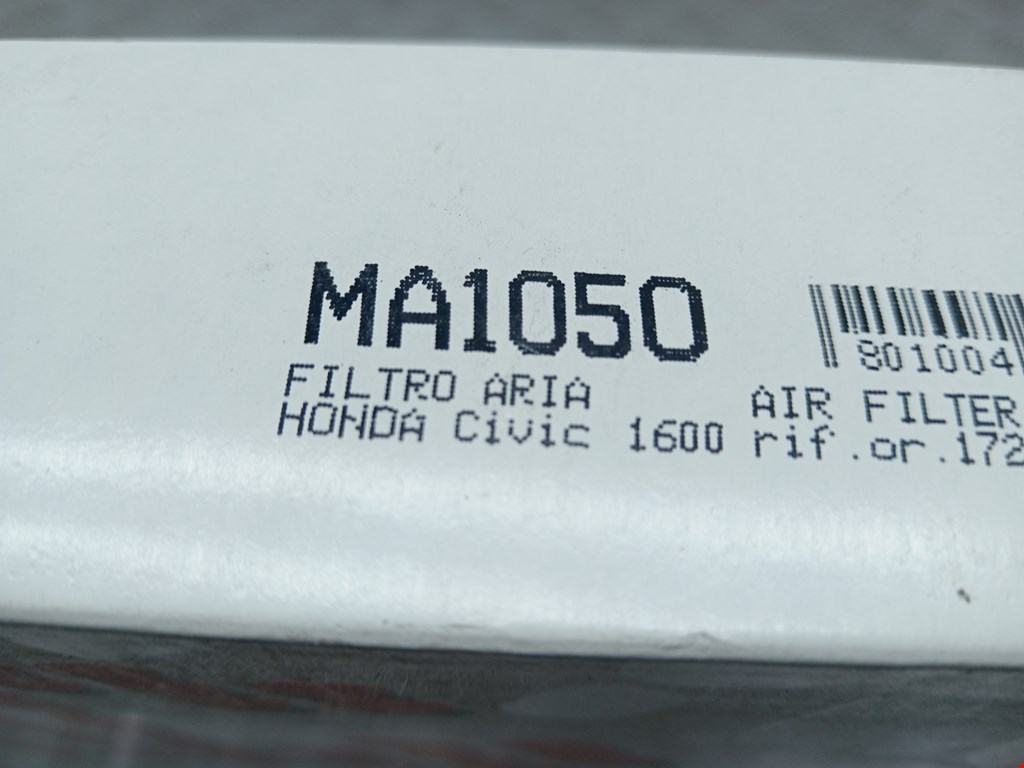 MA1050
801004
FILTRO ARIA AIR FILTER
HONDA Civic 1600 rif.or.172